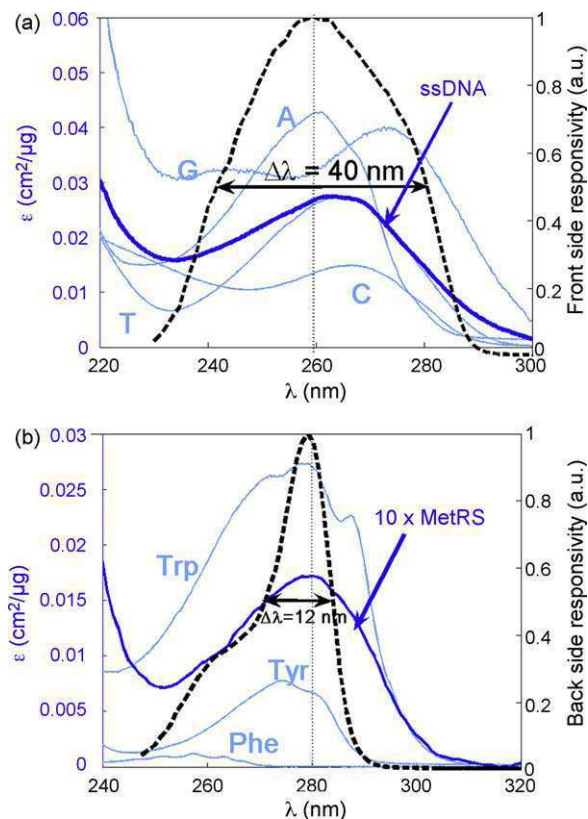 (a)
0.06
0.05
0.04
0.03
0.02
0.01
0
ε (cm²/µg)
220
240
260
280
300
λ (nm)
1
0.8
0.6
0.4
0.2
0
Front side responsivity (a.u.)
ssDNA
A
G
Δλ = 40 nm
T
C
(b)
0.03
0.025
0.02
0.015
0.01
0.005
0
ε (cm²/µg)
240
260
280
300
320
λ (nm)
1
0.8
0.6
0.4
0.2
0
Back side responsivity (a.u.)
10 x MetRS
Trp
Δλ=12 nm
Tyr
Phe